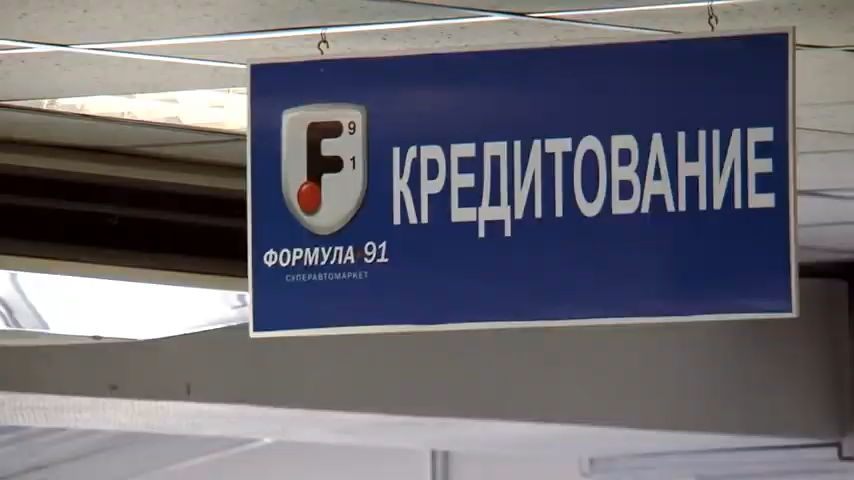 F 9
1
КРЕДИТОВАНИЕ
ФОРМУЛА 91
СУПЕРАВТОМАРКЕТ